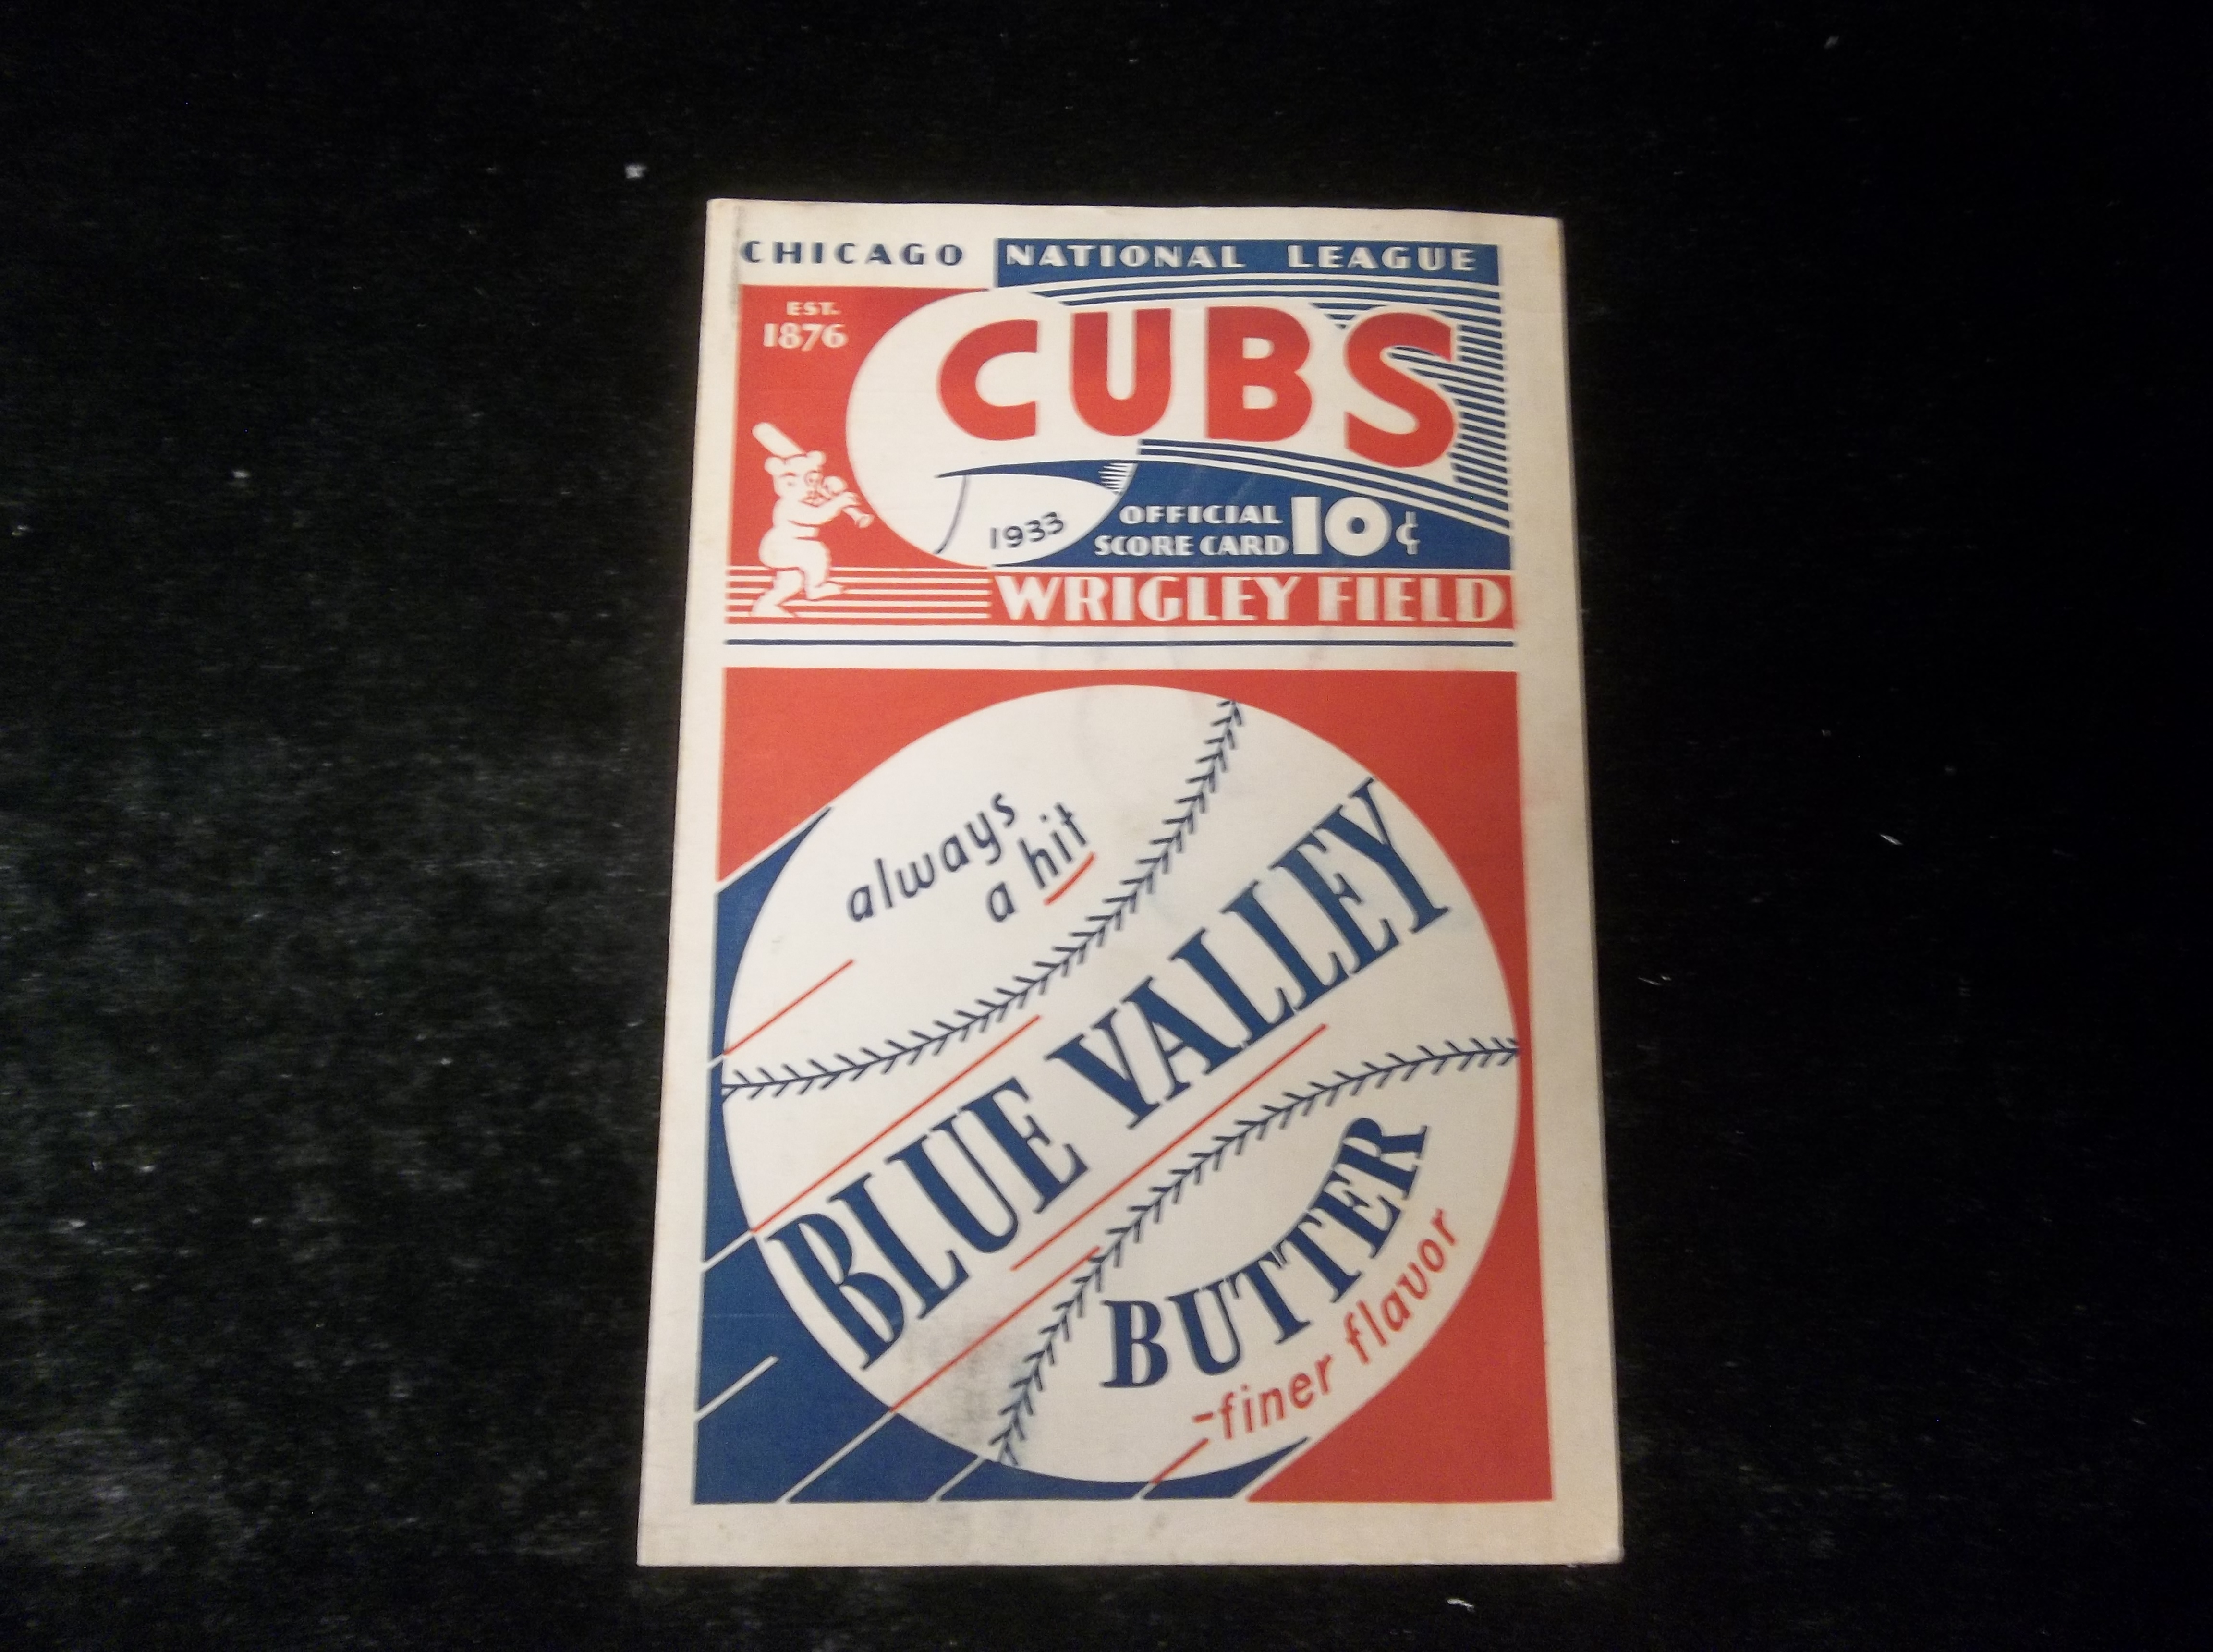 CHICAGO NATIONAL LEAGUE
EST.
1876
CUBS
1933
OFFICIAL
SCORE CARD 10¢
WRIGLEY FIELD
always
a hit
BLUE VALLEY
BUTTER
-finer flavor